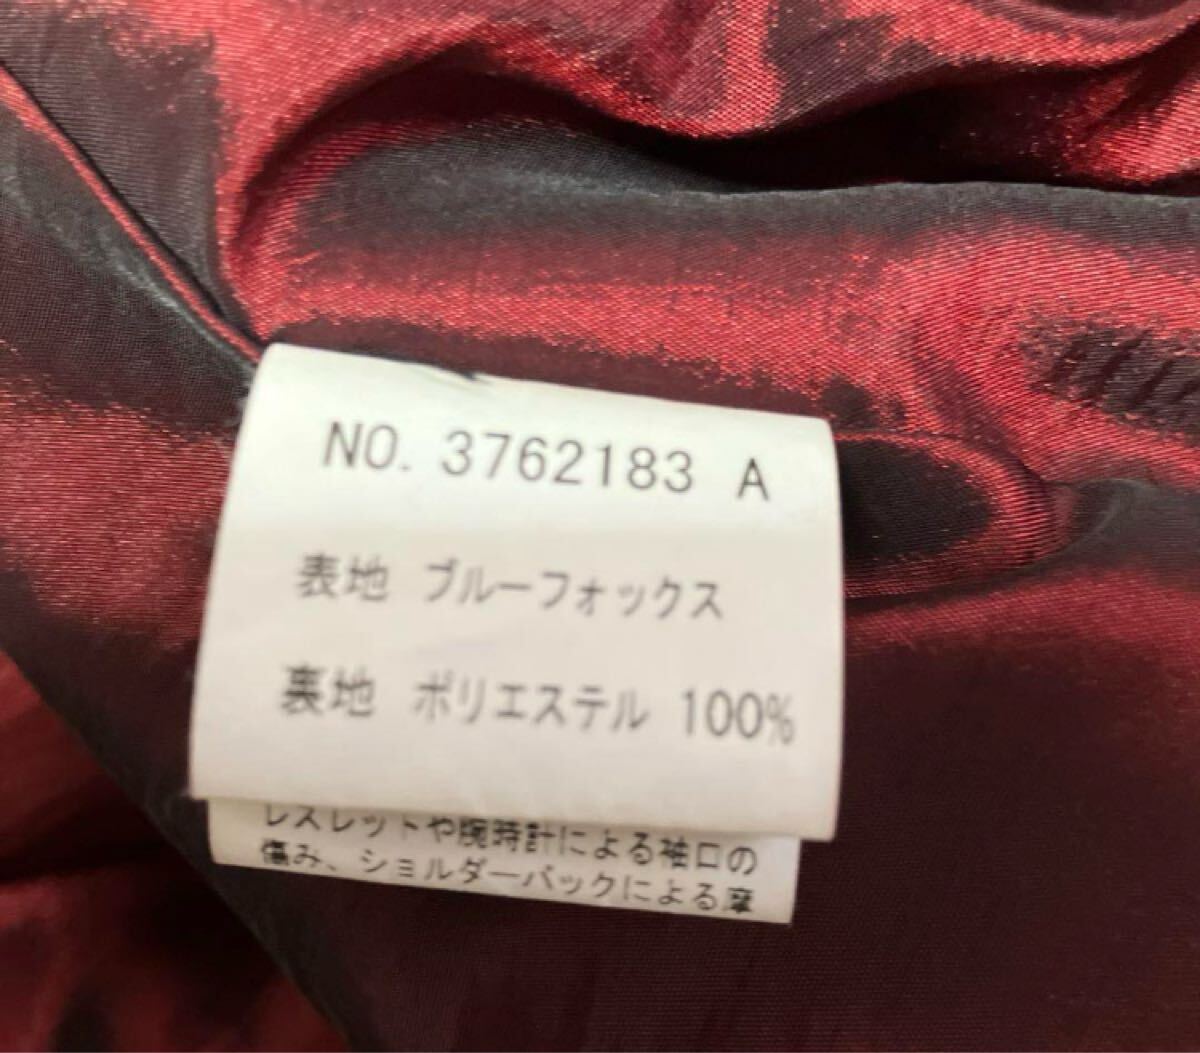 NO. 3762183 A
表地 ブルーフォックス
裏地 ポリエステル 100%
レスレットや腕時計による袖口の
傷み、ショルダーバックによる摩